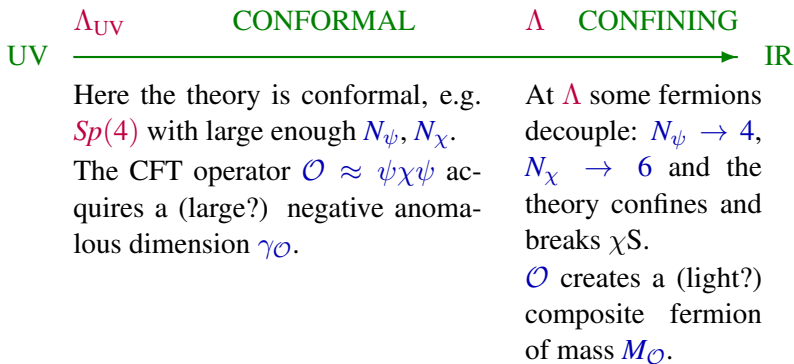 Λ_UV CONFORMAL Λ CONFINING
UV IR
Here the theory is conformal, e.g.
Sp(4) with large enough N_ψ, N_χ.
The CFT operator 𝒪 ≈ ψχψ ac-
quires a (large?) negative anoma-
lous dimension γ_𝒪.
At Λ some fermions
decouple: N_ψ → 4,
N_χ → 6 and the
theory confines and
breaks χS.
𝒪 creates a (light?)
composite fermion
of mass M_𝒪.